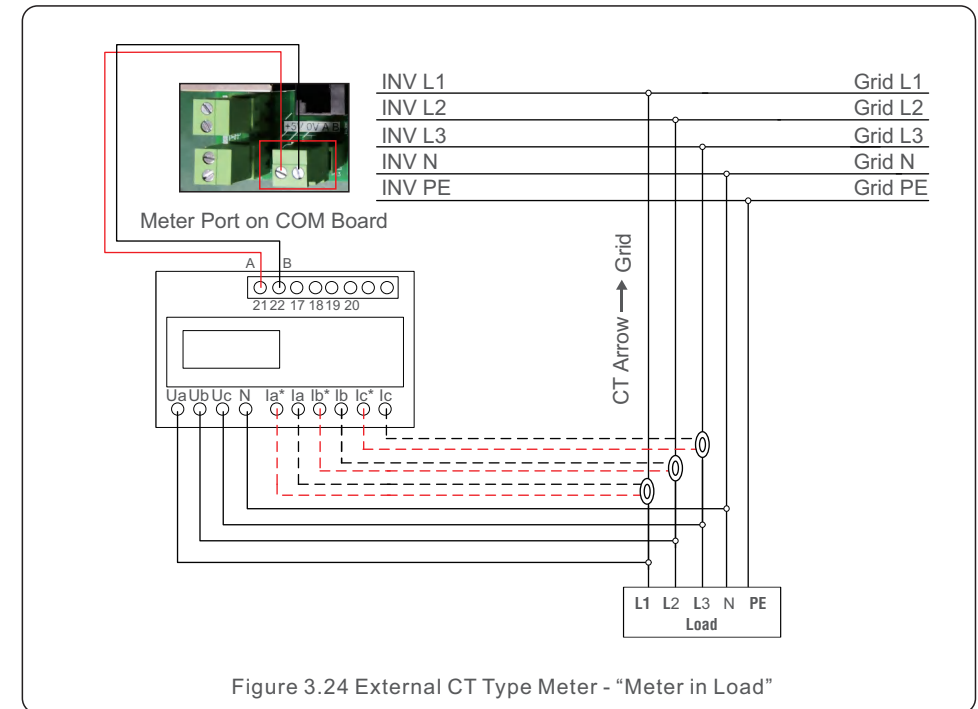 INV L1 Grid L1
INV L2 Grid L2
INV L3 Grid L3
INV N Grid N
INV PE Grid PE
+5V 0V A B
Meter Port on COM Board
CT Arrow → Grid
A B
21 22 17 18 19 20
Ua Ub Uc N Ia* Ia Ib* Ib Ic* Ic
L1 L2 L3 N PE
Load
Figure 3.24 External CT Type Meter - “Meter in Load”